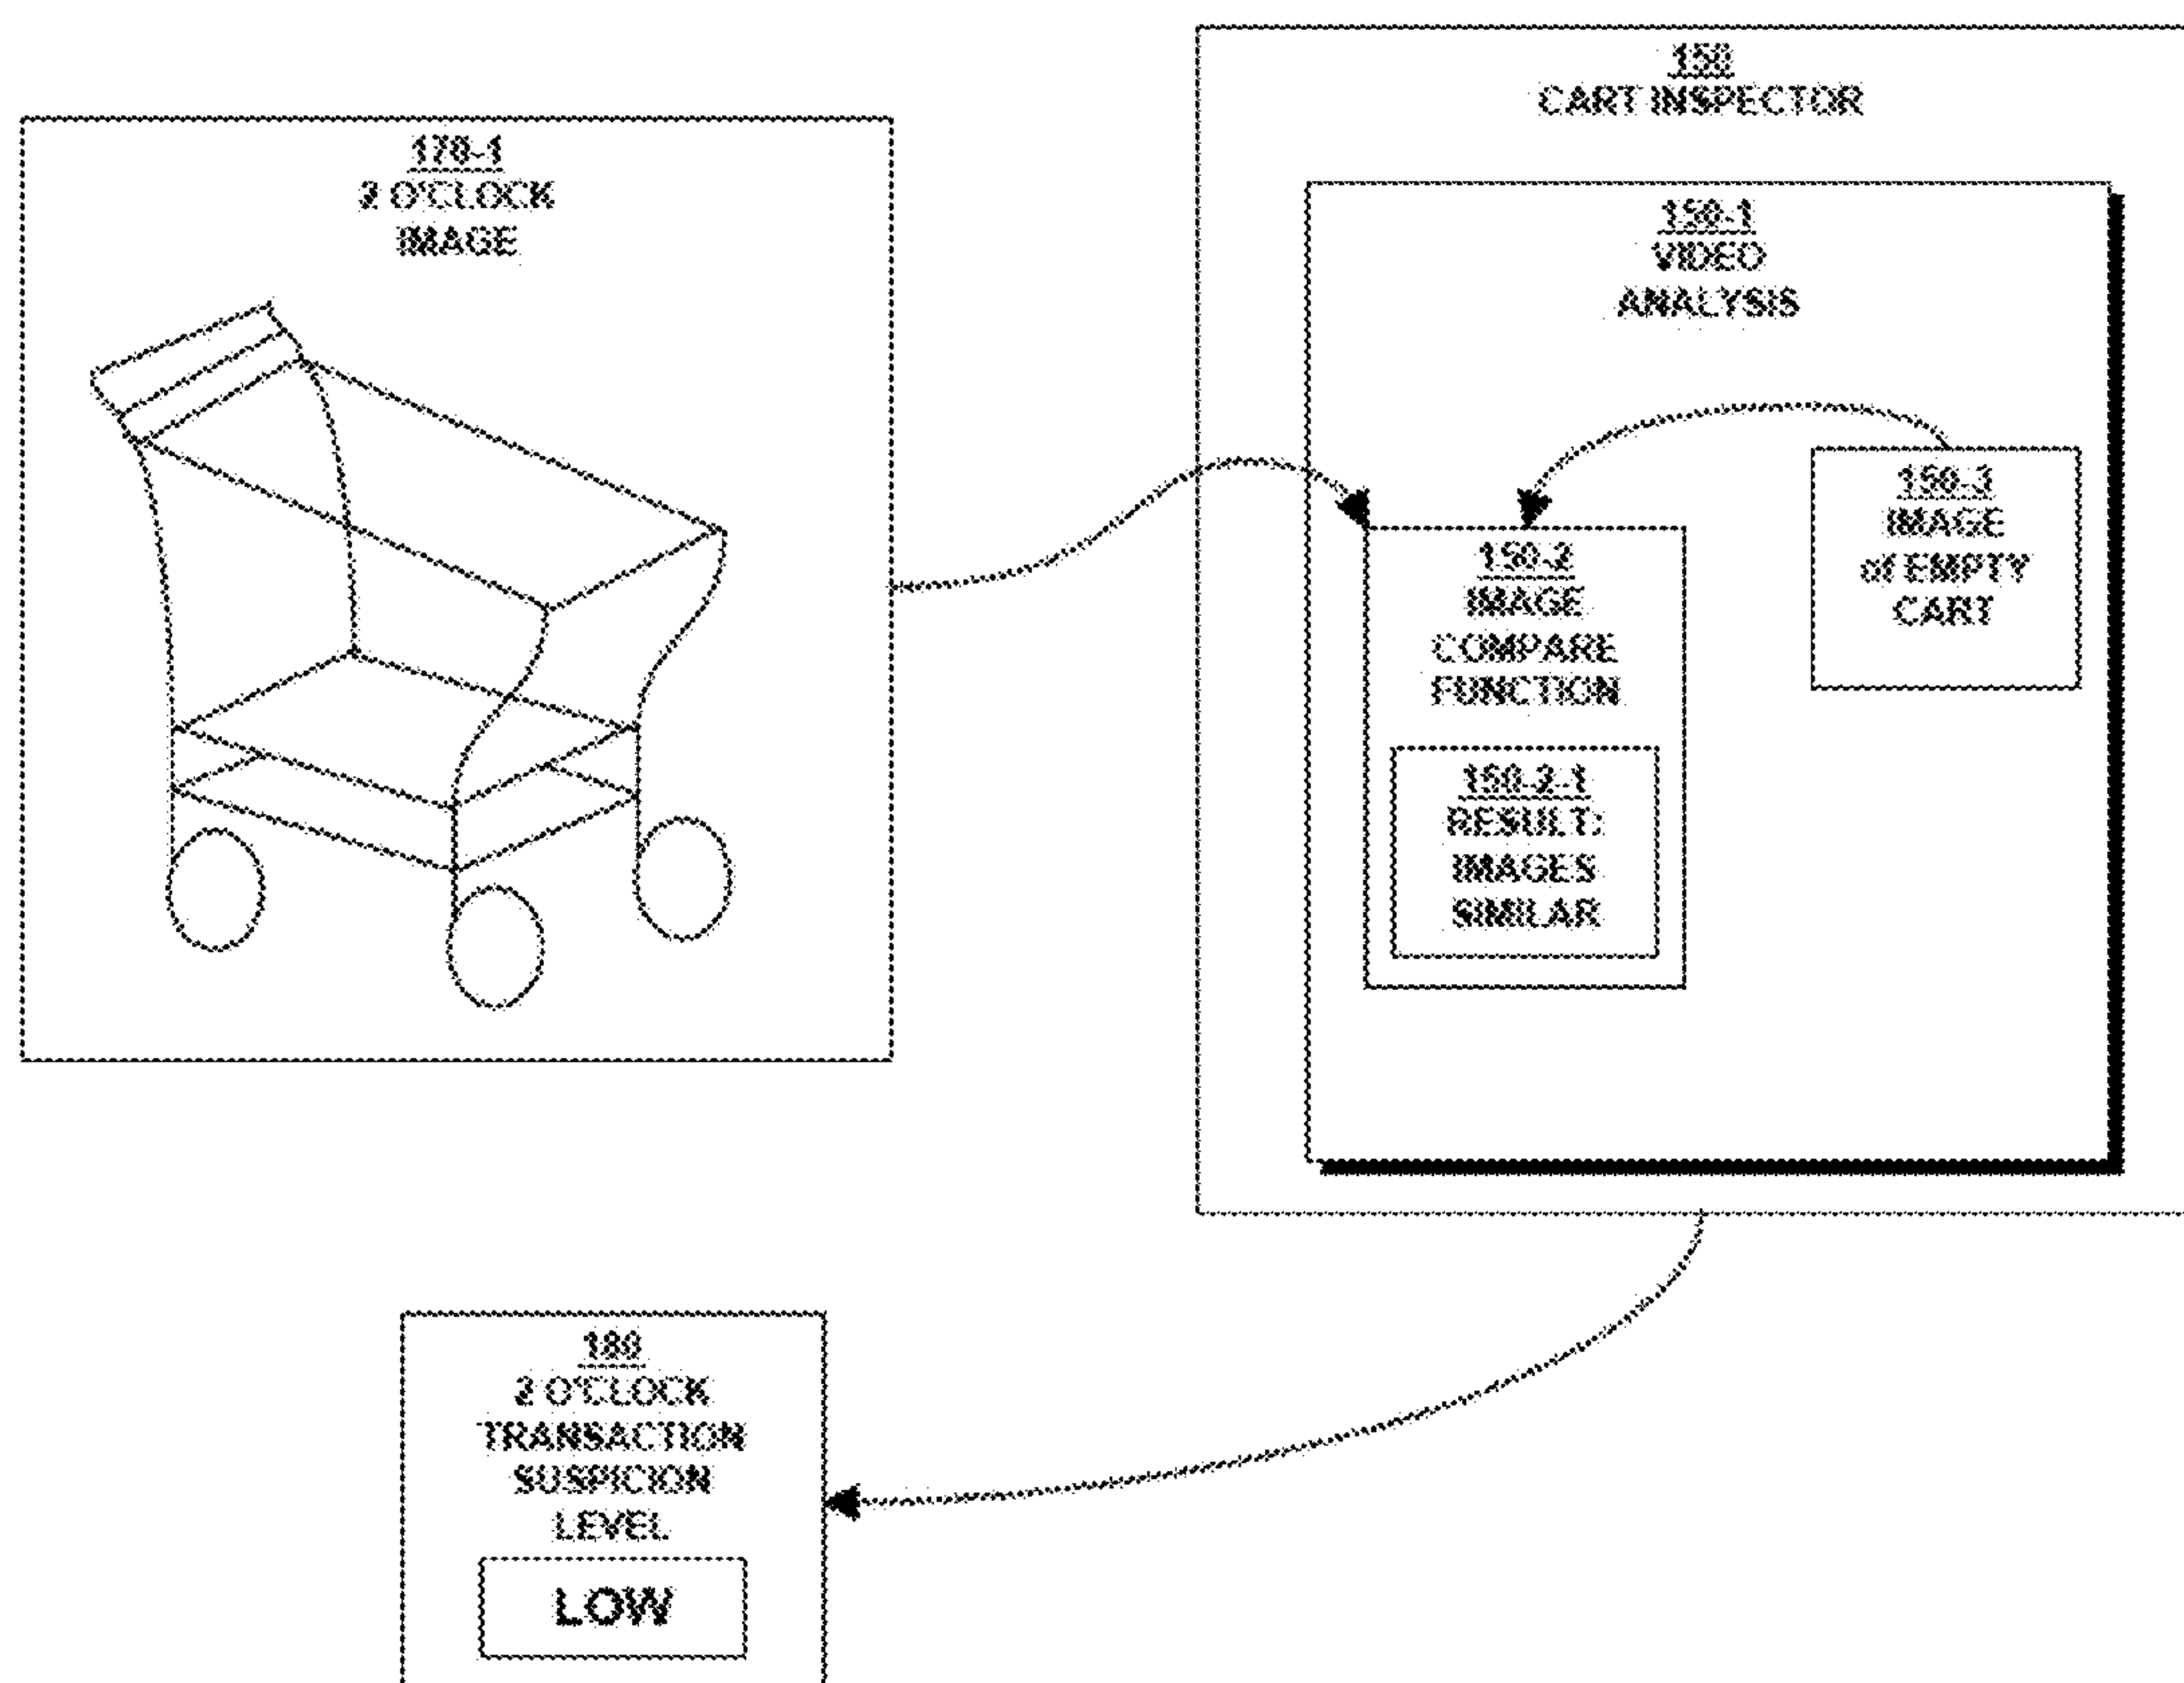 170-1
2 O'CLOCK
IMAGE
150
CART INSPECTOR
150-1
VIDEO
ANALYSIS
150-3
IMAGE
of EMPTY
CART
150-2
IMAGE
COMPARE
FUNCTION
150-2-1
RESULT:
IMAGES
SIMILAR
180
2 O'CLOCK
TRANSACTION
SUSPICION
LEVEL
LOW